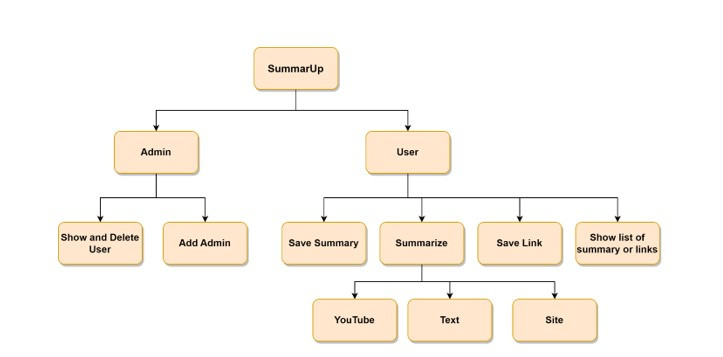 SummarUp
Admin
User
Show and Delete
User
Add Admin
Save Summary
Summarize
Save Link
Show list of
summary or links
YouTube
Text
Site